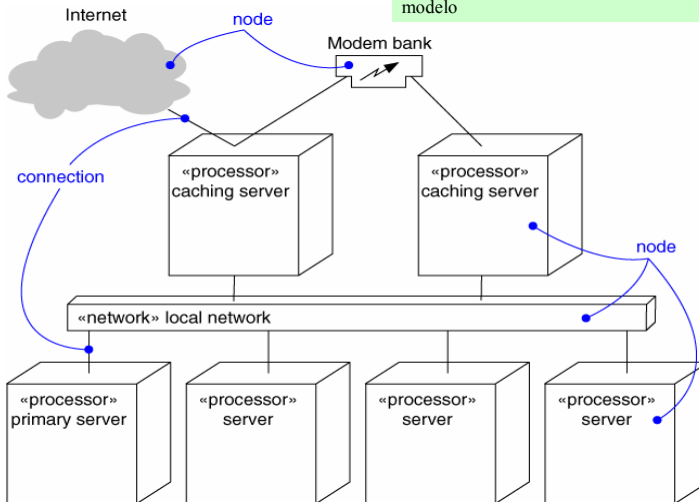 modelo
Internet
node
Modem bank
«processor»
caching server
«processor»
caching server
connection
node
«network» local network
«processor»
primary server
«processor»
server
«processor»
server
«processor»
server